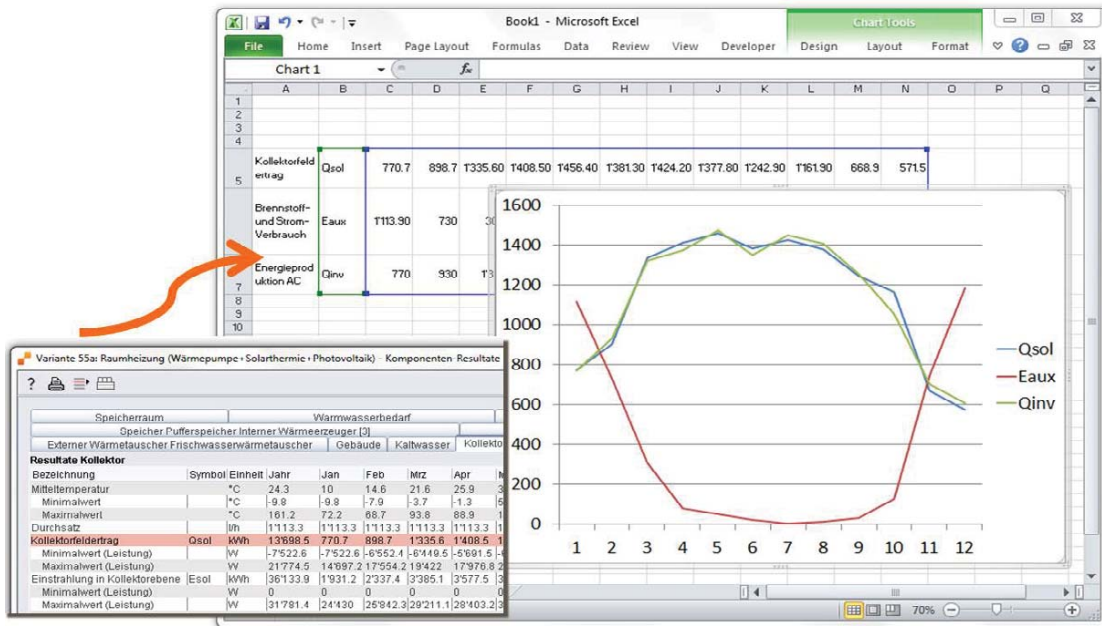 Book1 - Microsoft Excel
Chart Tools
File Home Insert Page Layout Formulas Data Review View Developer Design Layout Format
Chart 1 fx
A B C D E F G H I J K L M N O P Q
1
2
3
4
Kollektorfeld
ertrag
Qsol 770.7 898.7 1'335.60 1'408.50 1'456.40 1'381.30 1'424.20 1'377.80 1'242.90 1'161.90 668.9 571.5
5
Brennstoff-
und Strom-
Verbrauch
Eaux 1'113.90 730
Energieprod
uktion AC
Qinv 770 930
7
8
9
10
1600
1400
1200
1000
800
600
400
200
0
1 2 3 4 5 6 7 8 9 10 11 12
Qsol
Eaux
Qinv
70%
Variante 55a: Raumheizung (Wärmepumpe+Solarthermie+Photovoltaik) - Komponenten-Resultate
?
Speicherraum Warmwasserbedarf
Speicher Pufferspeicher Interner Wärmeerzeuger [3]
Externer Wärmetauscher Frischwasserwärmetauscher Gebäude Kaltwasser Kollekto
Resultate Kollektor
Bezeichnung Symbol Einheit Jahr Jan Feb Mrz Apr
Mitteltemperatur °C 24.3 10 14.6 21.6 25.9
Minimalwert °C -9.8 -9.8 -7.9 -3.7 -1.3
Maximalwert °C 161.2 72.2 68.7 93.8 88.9
Durchsatz l/h 1'113.3 1'113.3 1'113.3 1'113.3 1'113.3
Kollektorfeldertrag Qsol kWh 13'698.5 770.7 898.7 1'335.6 1'408.5
Minimalwert (Leistung) W -7'522.6 -7'522.6 -6'552.4 -6'449.5 -5'691.5
Maximalwert (Leistung) W 21'774.5 14'697.2 17'554.2 19'422 17'976.8
Einstrahlung in Kollektorebene Esol kWh 36'133.9 1'931.2 2'337.4 3'385.1 3'577.5
Minimalwert (Leistung) W 0 0 0 0 0
Maximalwert (Leistung) W 31'781.4 24'430 25'842.3 29'211.1 28'403.2